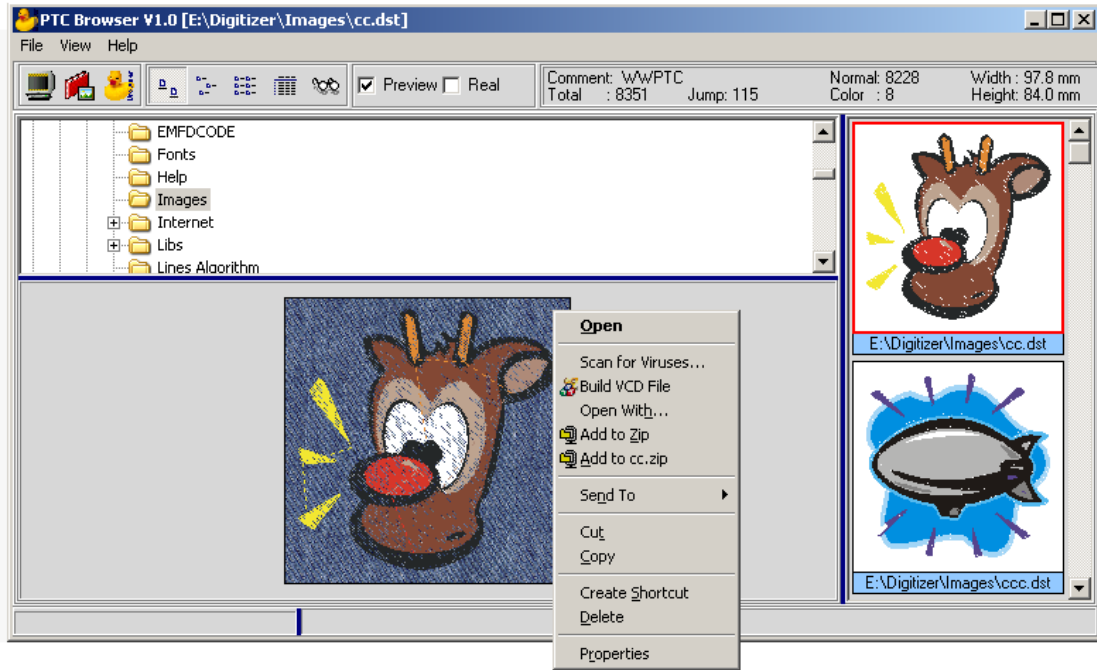 PTC Browser V1.0 [E:\Digitizer\Images\cc.dst]
File View Help
Preview Real
Comment: WWPTC Normal: 8228 Width : 97.8 mm
Total : 8351 Jump: 115 Color : 8 Height: 84.0 mm
EMFDCODE
Fonts
Help
Images
Internet
Libs
Lines Algorithm
E:\Digitizer\Images\cc.dst
E:\Digitizer\Images\ccc.dst
Open
Scan for Viruses...
Build VCD File
Open With...
Add to Zip
Add to cc.zip
Send To
Cut
Copy
Create Shortcut
Delete
Properties